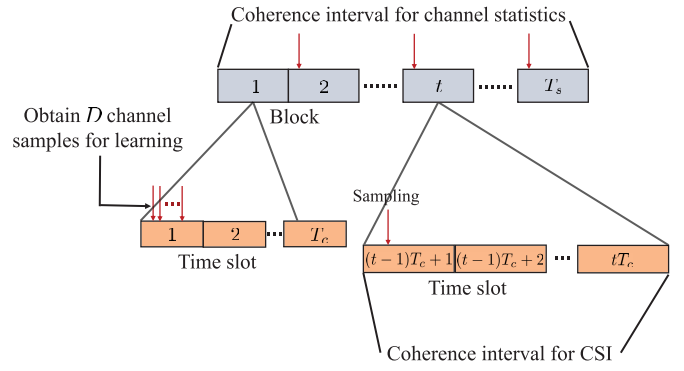 Coherence interval for channel statistics
1 2 ...... t ...... T_s
Block
Obtain D channel
samples for learning
Sampling
1 2 ... T_c
Time slot
(t−1)T_c+1 (t−1)T_c+2 ... tT_c
Time slot
Coherence interval for CSI